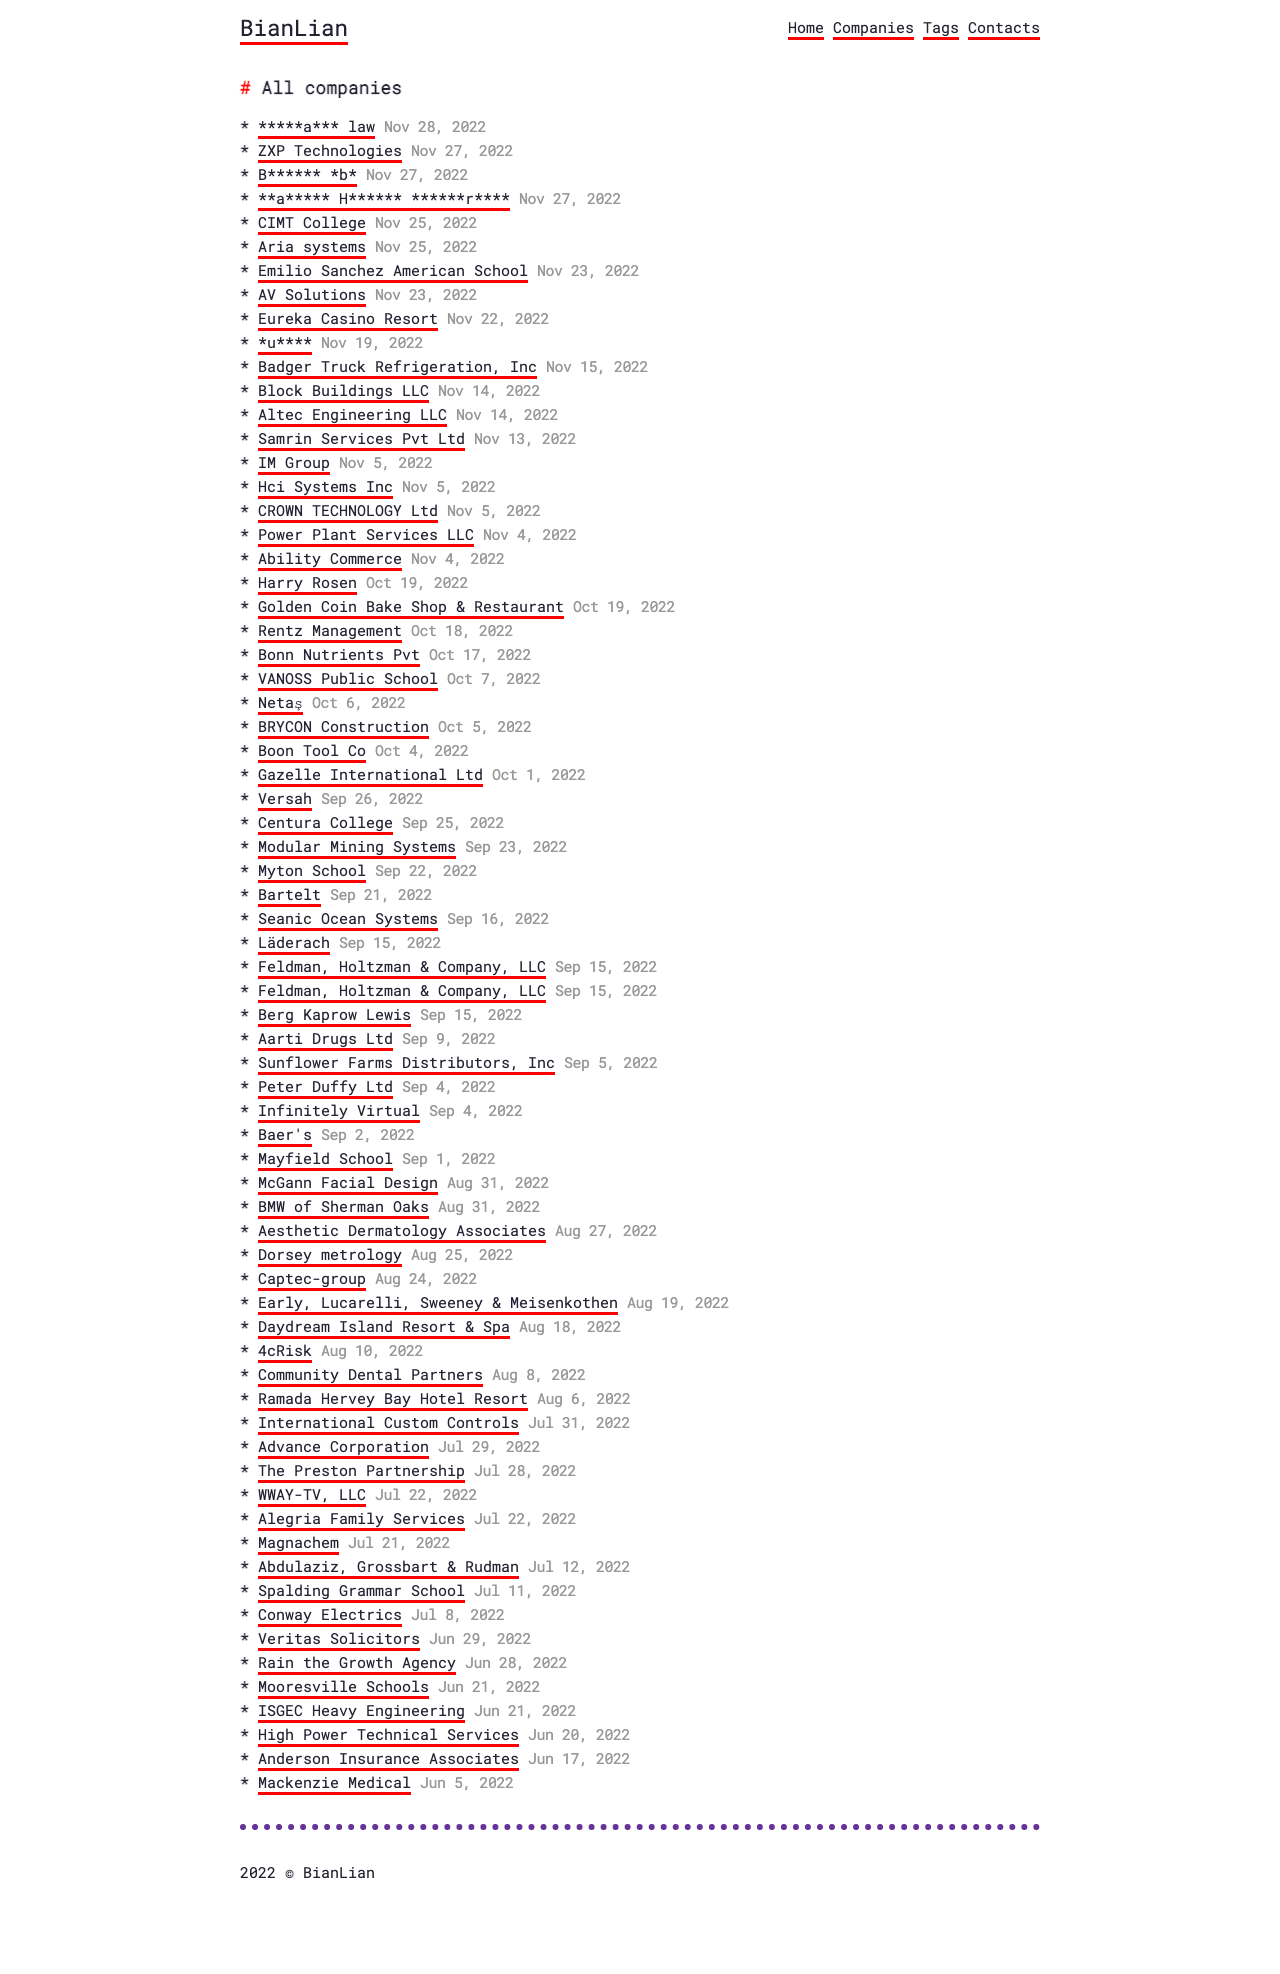 BianLian
Home Companies Tags Contacts
# All companies
* *****a*** law Nov 28, 2022
* ZXP Technologies Nov 27, 2022
* B****** *b* Nov 27, 2022
* **a***** H****** ******r**** Nov 27, 2022
* CIMT College Nov 25, 2022
* Aria systems Nov 25, 2022
* Emilio Sanchez American School Nov 23, 2022
* AV Solutions Nov 23, 2022
* Eureka Casino Resort Nov 22, 2022
* *u**** Nov 19, 2022
* Badger Truck Refrigeration, Inc Nov 15, 2022
* Block Buildings LLC Nov 14, 2022
* Altec Engineering LLC Nov 14, 2022
* Samrin Services Pvt Ltd Nov 13, 2022
* IM Group Nov 5, 2022
* Hci Systems Inc Nov 5, 2022
* CROWN TECHNOLOGY Ltd Nov 5, 2022
* Power Plant Services LLC Nov 4, 2022
* Ability Commerce Nov 4, 2022
* Harry Rosen Oct 19, 2022
* Golden Coin Bake Shop & Restaurant Oct 19, 2022
* Rentz Management Oct 18, 2022
* Bonn Nutrients Pvt Oct 17, 2022
* VANOSS Public School Oct 7, 2022
* Netaş Oct 6, 2022
* BRYCON Construction Oct 5, 2022
* Boon Tool Co Oct 4, 2022
* Gazelle International Ltd Oct 1, 2022
* Versah Sep 26, 2022
* Centura College Sep 25, 2022
* Modular Mining Systems Sep 23, 2022
* Myton School Sep 22, 2022
* Bartelt Sep 21, 2022
* Seanic Ocean Systems Sep 16, 2022
* Läderach Sep 15, 2022
* Feldman, Holtzman & Company, LLC Sep 15, 2022
* Feldman, Holtzman & Company, LLC Sep 15, 2022
* Berg Kaprow Lewis Sep 15, 2022
* Aarti Drugs Ltd Sep 9, 2022
* Sunflower Farms Distributors, Inc Sep 5, 2022
* Peter Duffy Ltd Sep 4, 2022
* Infinitely Virtual Sep 4, 2022
* Baer's Sep 2, 2022
* Mayfield School Sep 1, 2022
* McGann Facial Design Aug 31, 2022
* BMW of Sherman Oaks Aug 31, 2022
* Aesthetic Dermatology Associates Aug 27, 2022
* Dorsey metrology Aug 25, 2022
* Captec-group Aug 24, 2022
* Early, Lucarelli, Sweeney & Meisenkothen Aug 19, 2022
* Daydream Island Resort & Spa Aug 18, 2022
* 4cRisk Aug 10, 2022
* Community Dental Partners Aug 8, 2022
* Ramada Hervey Bay Hotel Resort Aug 6, 2022
* International Custom Controls Jul 31, 2022
* Advance Corporation Jul 29, 2022
* The Preston Partnership Jul 28, 2022
* WWAY-TV, LLC Jul 22, 2022
* Alegria Family Services Jul 22, 2022
* Magnachem Jul 21, 2022
* Abdulaziz, Grossbart & Rudman Jul 12, 2022
* Spalding Grammar School Jul 11, 2022
* Conway Electrics Jul 8, 2022
* Veritas Solicitors Jun 29, 2022
* Rain the Growth Agency Jun 28, 2022
* Mooresville Schools Jun 21, 2022
* ISGEC Heavy Engineering Jun 21, 2022
* High Power Technical Services Jun 20, 2022
* Anderson Insurance Associates Jun 17, 2022
* Mackenzie Medical Jun 5, 2022
2022 © BianLian